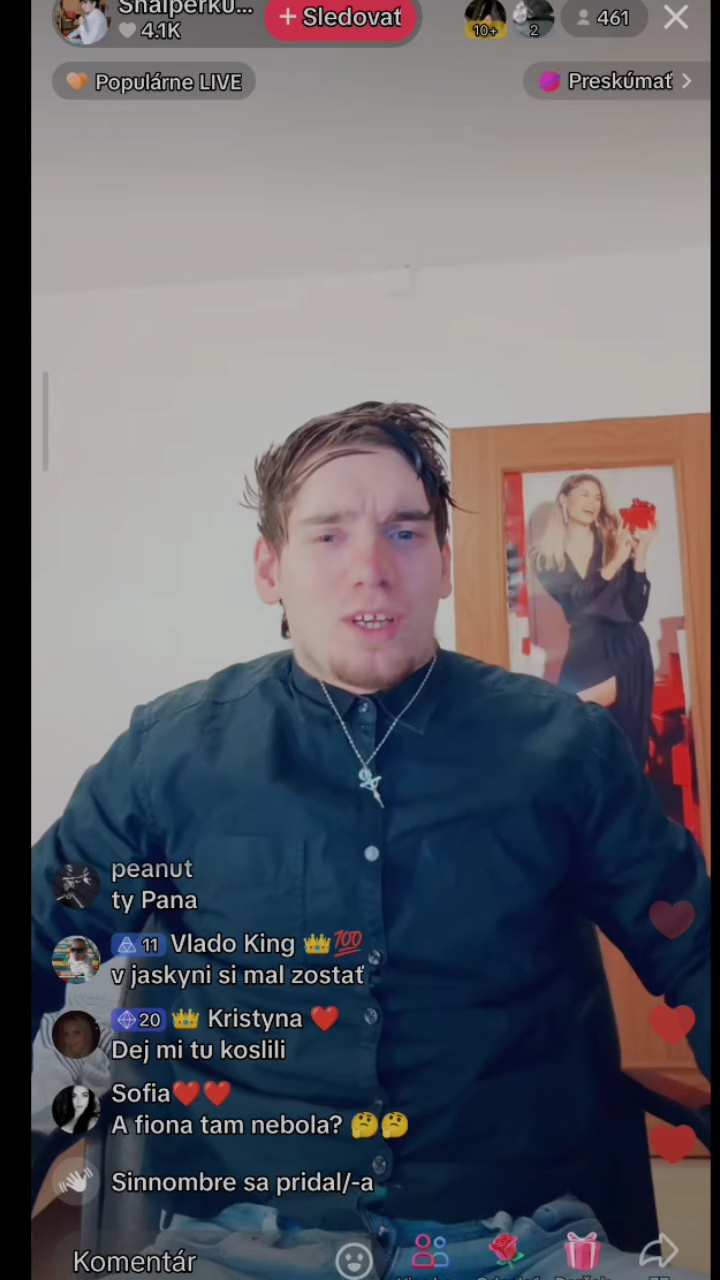 Snaiperku...
4.1K
+ Sledovať
10+
2
461
Populárne LIVE
Preskúmať
peanut
ty Pana
11 Vlado King 👑💯
v jaskyni si mal zostať
20 👑 Kristyna ❤️
Dej mi tu koslili
Sofia❤️❤️
A fiona tam nebola? 🤔🤔
Sinnombre sa pridal/-a
Komentár